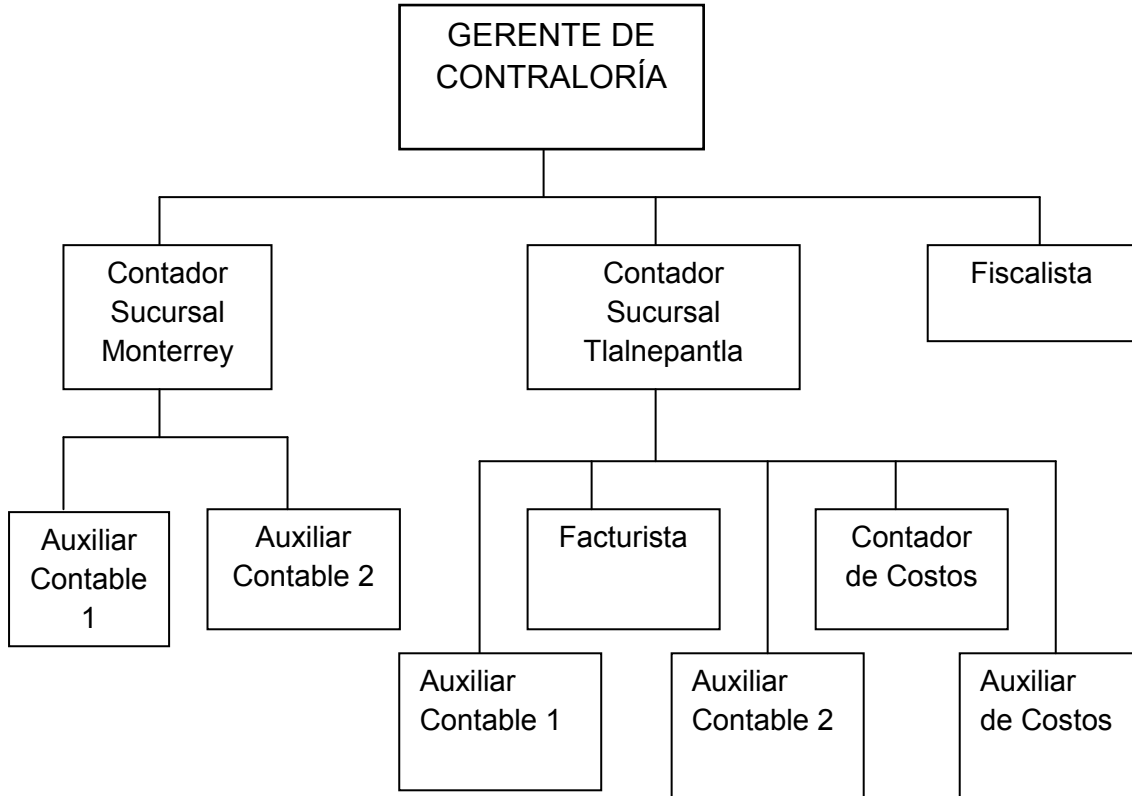 GERENTE DE
CONTRALORÍA
Contador
Sucursal
Monterrey
Contador
Sucursal
Tlalnepantla
Fiscalista
Auxiliar
Contable
1
Auxiliar
Contable 2
Facturista
Contador
de Costos
Auxiliar
Contable 1
Auxiliar
Contable 2
Auxiliar
de Costos